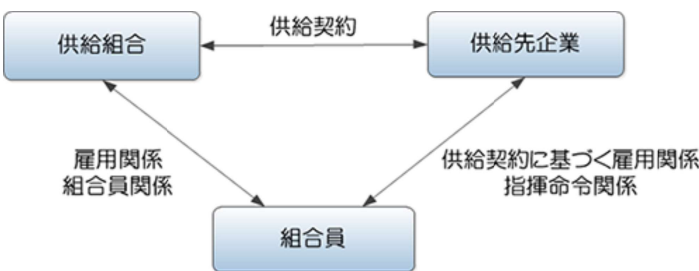 供給契約
供給組合
供給先企業
雇用関係
組合員関係
供給契約に基づく雇用関係
指揮命令関係
組合員